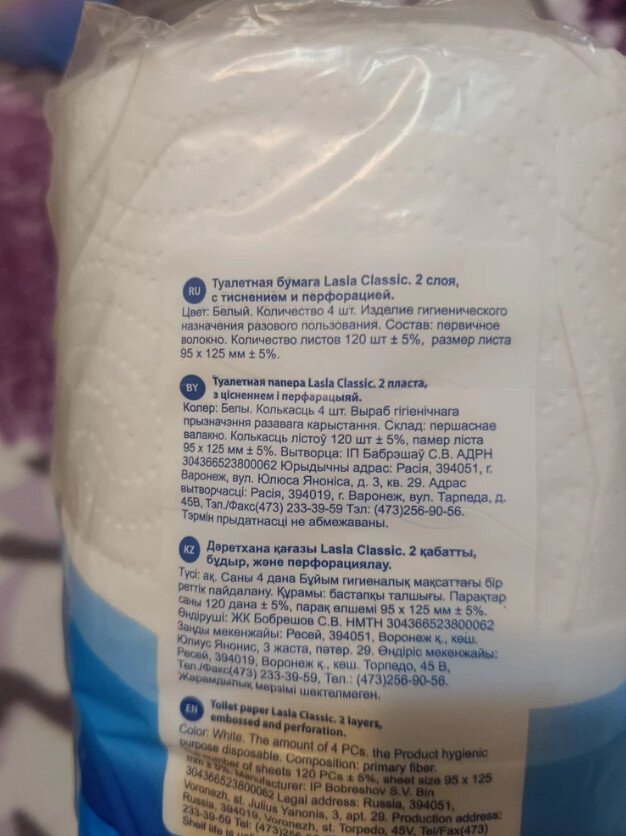 RU Туалетная бумага Lasla Classic. 2 слоя,
с тиснением и перфорацией.
Цвет: Белый. Количество 4 шт. Изделие гигиенического
назначения разового пользования. Состав: первичное
волокно. Количество листов 120 шт ± 5%, размер листа
95 х 125 мм ± 5%.
BY Туалетная папера Lasla Classic. 2 пласта,
з цісненнем і перфарацыяй.
Колер: Белы. Колькасць 4 шт. Выраб гігіенічнага
прызначэння разавага карыстання. Склад: першаснае
валакно. Колькасць лістоў 120 шт ± 5%, памер ліста
95 х 125 мм ± 5%. Вытворца: ІП Бабрэшаў С.В. АДРН
304366523800062 Юрыдычны адрас: Расія, 394051, г.
Варонеж, вул. Юлюса Яноніса, д. 3, кв. 29. Адрас
вытворчасці: Расія, 394019, г. Варонеж, вул. Тарпеда, д.
45В, Тэл./Факс(473) 233-39-59 Тэл: (473)256-90-56.
Тэрмін прыдатнасці не абмежаваны.
KZ Дәретхана қағазы Lasla Classic. 2 қабатты,
бұдыр, және перфорациялау.
Түсі: ақ. Саны 4 дана Бұйым гигиеналық мақсаттағы бір
реттік пайдалану. Құрамы: бастапқы талшығы. Парақтар
саны 120 дана ± 5%, парақ өлшемі 95 х 125 мм ± 5%.
Өндіруші: ЖК Бобрешов С.В. НМТН 304366523800062
Заңды мекенжайы: Ресей, 394051, Воронеж қ., көш.
Юлиус Янонис, 3 жаста, пәтер. 29. Өндіріс мекенжайы:
Ресей, 394019, Воронеж қ., көш. Торпедо, 45 В,
Тел./Факс(473) 233-39-59, Тел.: (473)256-90-56.
Жарамдылық мерзімі шектелмеген.
EN Toilet paper Lasla Classic. 2 layers,
embossed and perforation.
Color: White. The amount of 4 PCs. the Product hygienic
purpose disposable. Composition: primary fiber.
number of sheets 120 PCs ± 5%, sheet size 95 x 125
mm ± 5%. Manufacturer: IP Bobreshov S.V. Bin
304366523800062 Legal address: Russia, 394051,
Voronezh, st. Julius Yanonis, 3, apt. 29. Production address:
Russia, 394019, Voronezh, st. Torpedo, 45V, Tel/Fax(473)
233-39-59 Tel: (473)256
Shelf life is